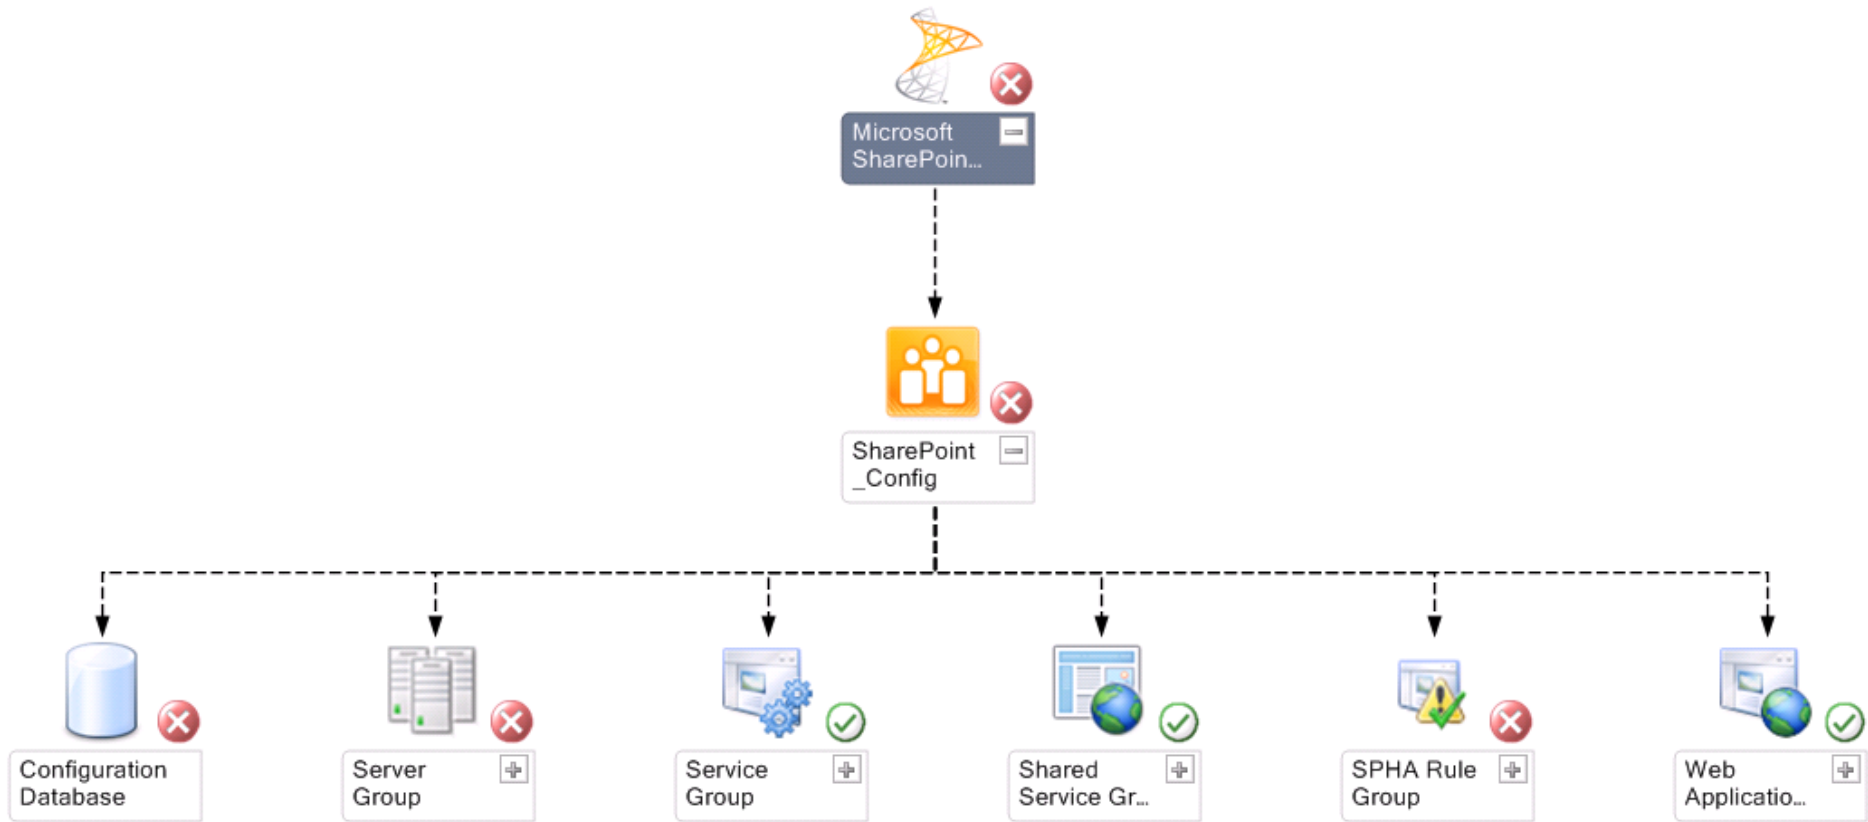 Microsoft
SharePoin...
SharePoint
_Config
Configuration
Database
Server
Group
Service
Group
Shared
Service Gr...
SPHA Rule
Group
Web
Applicatio...